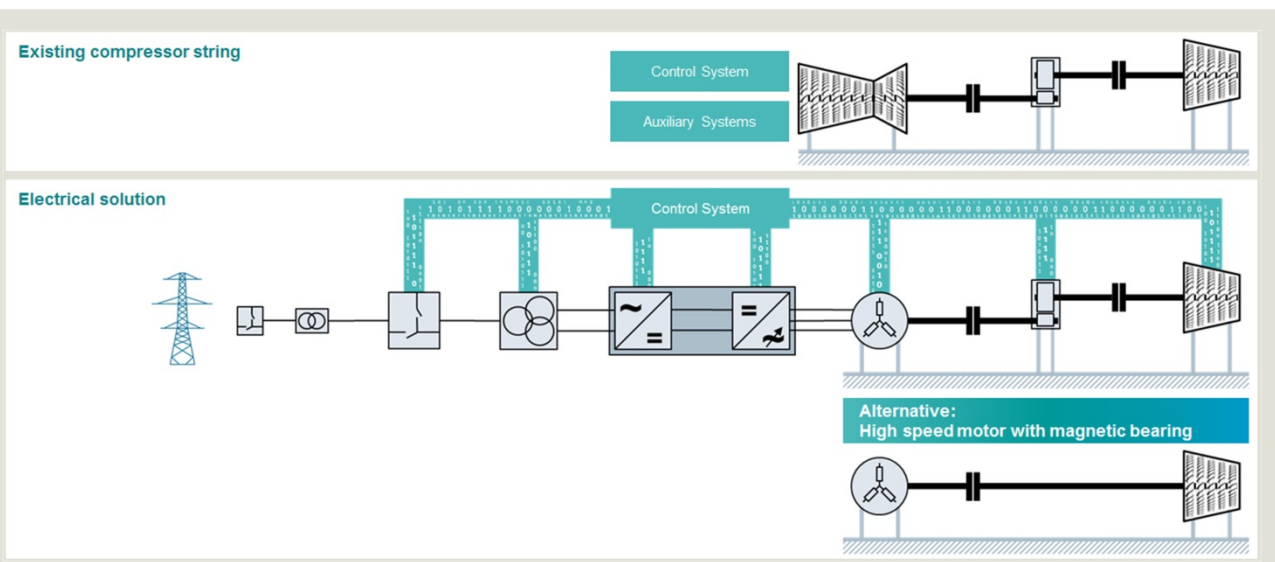 Existing compressor string
Control System
Auxiliary Systems
Electrical solution
Control System
Alternative:
High speed motor with magnetic bearing